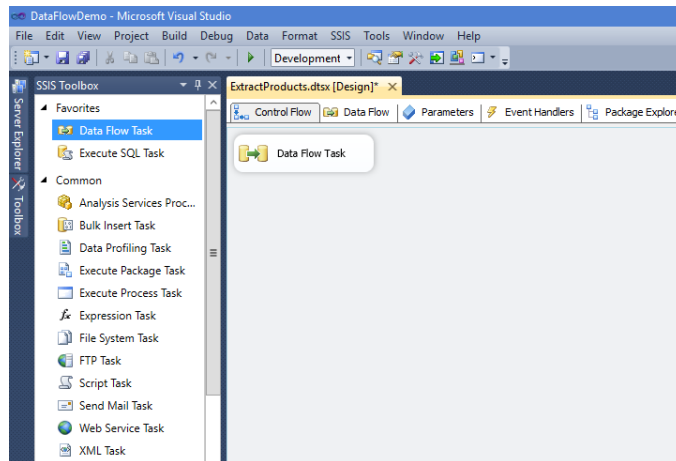 DataFlowDemo - Microsoft Visual Studio
File Edit View Project Build Debug Data Format SSIS Tools Window Help
Development
SSIS Toolbox
ExtractProducts.dtsx [Design]*
Control Flow Data Flow Parameters Event Handlers Package Explore
Server Explorer
Toolbox
Favorites
Data Flow Task
Execute SQL Task
Common
Analysis Services Proc...
Bulk Insert Task
Data Profiling Task
Execute Package Task
Execute Process Task
fx Expression Task
File System Task
FTP Task
Script Task
Send Mail Task
Web Service Task
XML Task
Data Flow Task